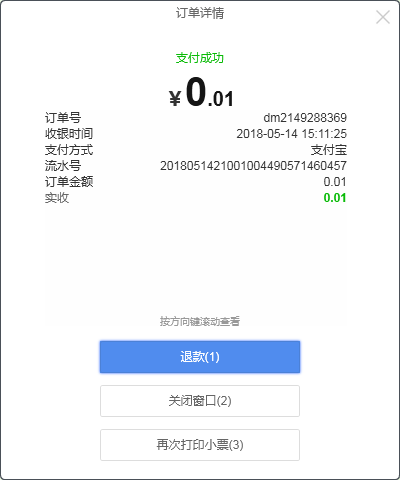 订单详情
支付成功
¥0.01
订单号 dm2149288369
收银时间 2018-05-14 15:11:25
支付方式 支付宝
流水号 2018051421001004490571460457
订单金额 0.01
实收 0.01
按方向键滚动查看
退款(1)
关闭窗口(2)
再次打印小票(3)